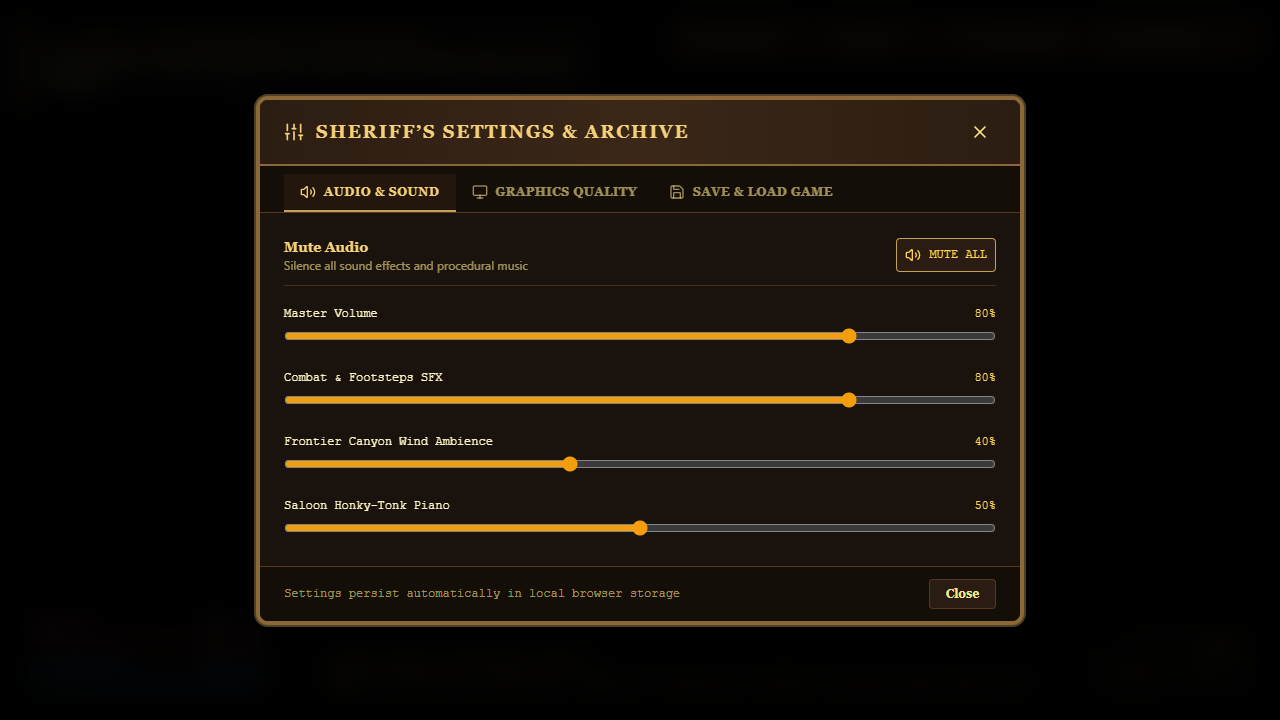 SHERIFF'S SETTINGS & ARCHIVE
AUDIO & SOUND
GRAPHICS QUALITY
SAVE & LOAD GAME
Mute Audio
Silence all sound effects and procedural music
MUTE ALL
Master Volume
80%
Combat & Footsteps SFX
80%
Frontier Canyon Wind Ambience
40%
Saloon Honky-Tonk Piano
50%
Settings persist automatically in local browser storage
Close